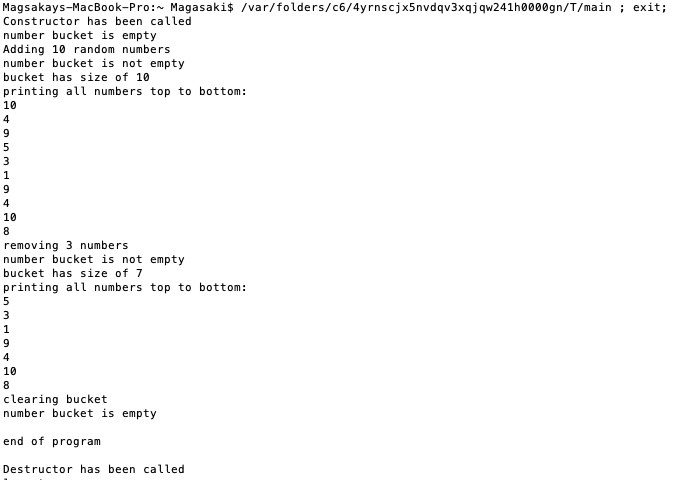 Magsakays-MacBook-Pro:~ Magasaki$ /var/folders/c6/4yrnscjx5nvdqv3xqjqw241h0000gn/T/main ; exit;
Constructor has been called
number bucket is empty
Adding 10 random numbers
number bucket is not empty
bucket has size of 10
printing all numbers top to bottom:
10
4
9
5
3
1
9
4
10
8
removing 3 numbers
number bucket is not empty
bucket has size of 7
printing all numbers top to bottom:
5
3
1
9
4
10
8
clearing bucket
number bucket is empty
end of program
Destructor has been called